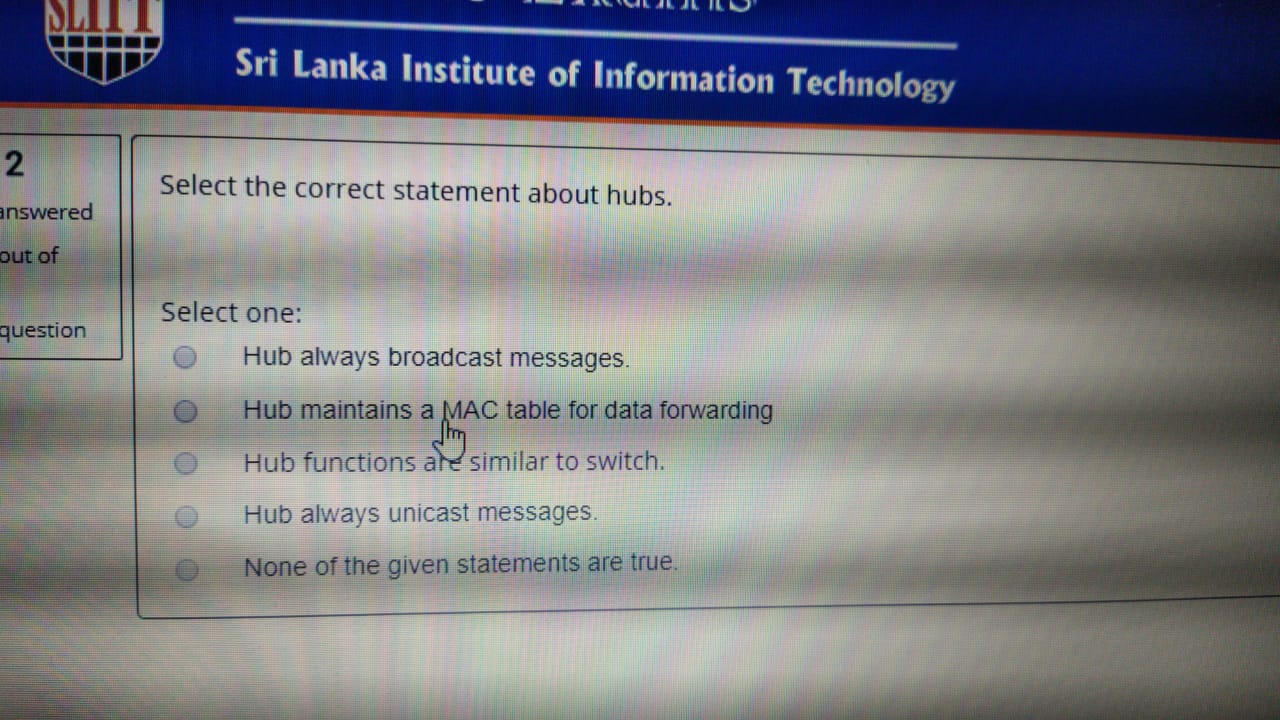 SLIIT
Sri Lanka Institute of Information Technology
2
answered
out of
question
Select the correct statement about hubs.
Select one:
Hub always broadcast messages.
Hub maintains a MAC table for data forwarding
Hub functions are similar to switch.
Hub always unicast messages.
None of the given statements are true.